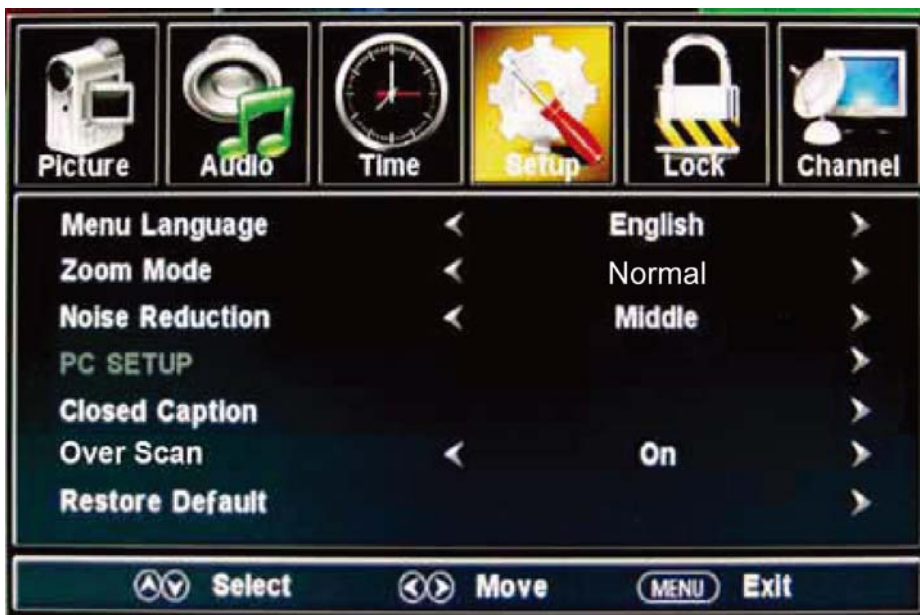 Picture Audio Time Setup Lock Channel
Menu Language English
Zoom Mode Normal
Noise Reduction Middle
PC SETUP
Closed Caption
Over Scan On
Restore Default
Select Move MENU Exit